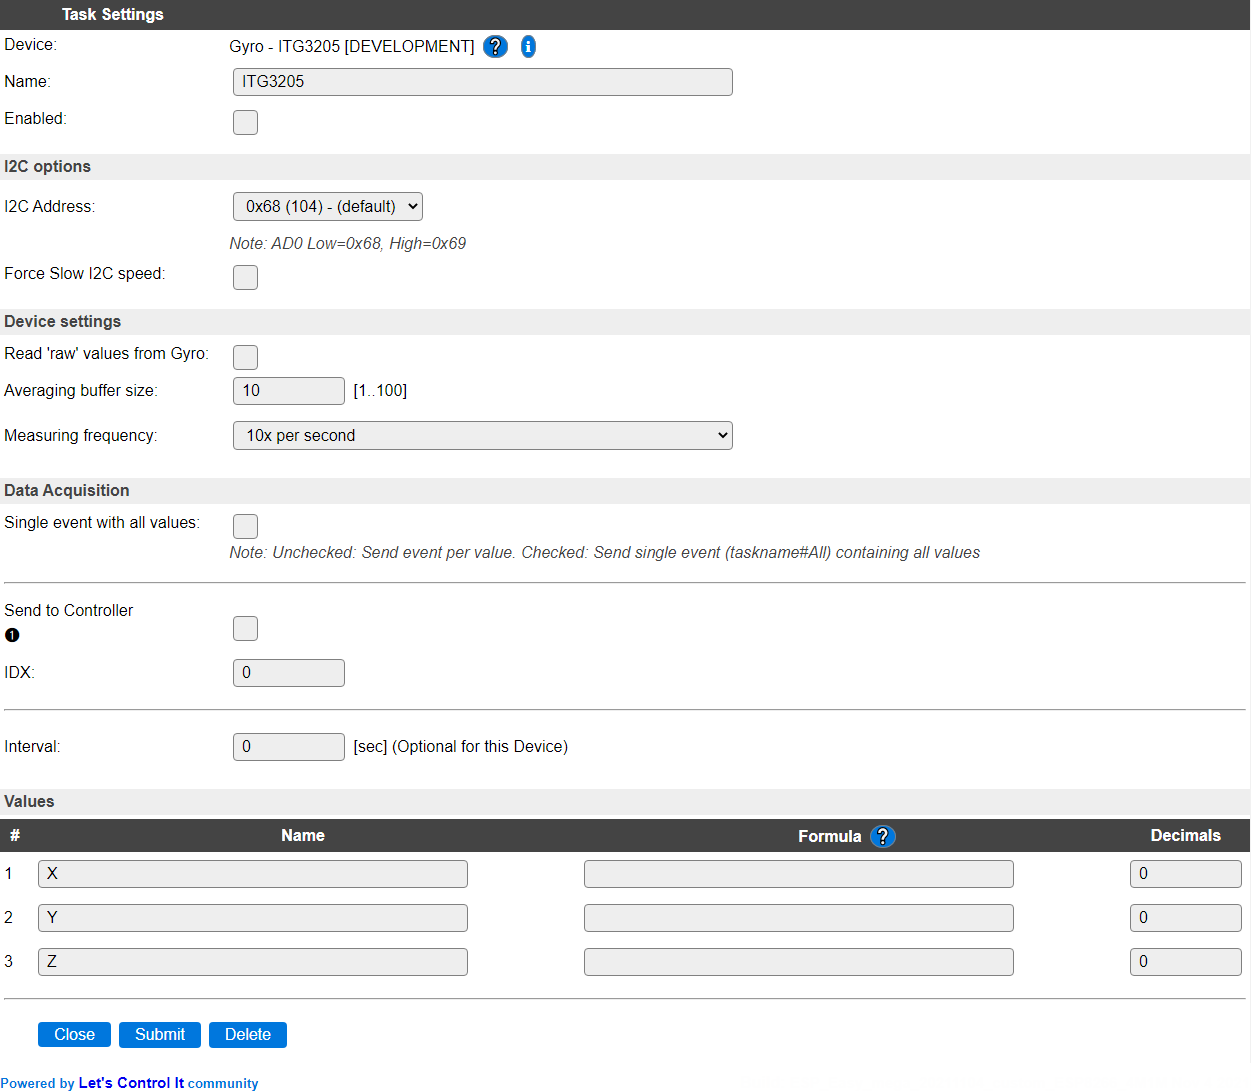 Task Settings
Device: Gyro - ITG3205 [DEVELOPMENT] ? i
Name: ITG3205
Enabled:
I2C options
I2C Address: 0x68 (104) - (default)
Note: AD0 Low=0x68, High=0x69
Force Slow I2C speed:
Device settings
Read 'raw' values from Gyro:
Averaging buffer size: 10 [1..100]
Measuring frequency: 10x per second
Data Acquisition
Single event with all values:
Note: Unchecked: Send event per value. Checked: Send single event (taskname#All) containing all values
Send to Controller
❶
IDX: 0
Interval: 0 [sec] (Optional for this Device)
Values
# Name Formula ? Decimals
1 X 0
2 Y 0
3 Z 0
Close Submit Delete
Powered by Let's Control It community